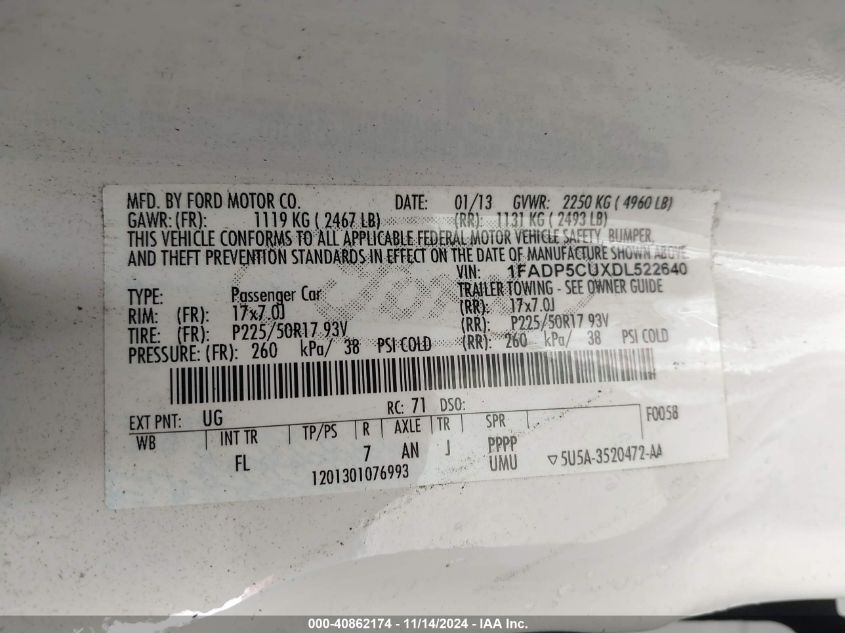 MFD. BY FORD MOTOR CO. DATE: 01/13 GVWR: 2250 KG ( 4960 LB)
GAWR: (FR): 1119 KG ( 2467 LB) (RR): 1131 KG ( 2493 LB)
THIS VEHICLE CONFORMS TO ALL APPLICABLE FEDERAL MOTOR VEHICLE SAFETY, BUMPER
AND THEFT PREVENTION STANDARDS IN EFFECT ON THE DATE OF MANUFACTURE SHOWN ABOVE.
VIN: 1FADP5CUXDL522640
TYPE: Passenger Car TRAILER TOWING - SEE OWNER GUIDE
RIM: (FR): 17x7.0J (RR): 17x7.0J
TIRE: (FR): P225/50R17 93V (RR): P225/50R17 93V
PRESSURE: (FR): 260 kPa/ 38 PSI COLD (RR): 260 kPa/ 38 PSI COLD
EXT PNT: UG RC: 71 DSO: F0058
WB INT TR TP/PS R AXLE TR SPR
FL 7 AN J PPPP
UMU ▽5U5A-3520472-AA
1201301076993
000-40862174 - 11/14/2024 - IAA Inc.